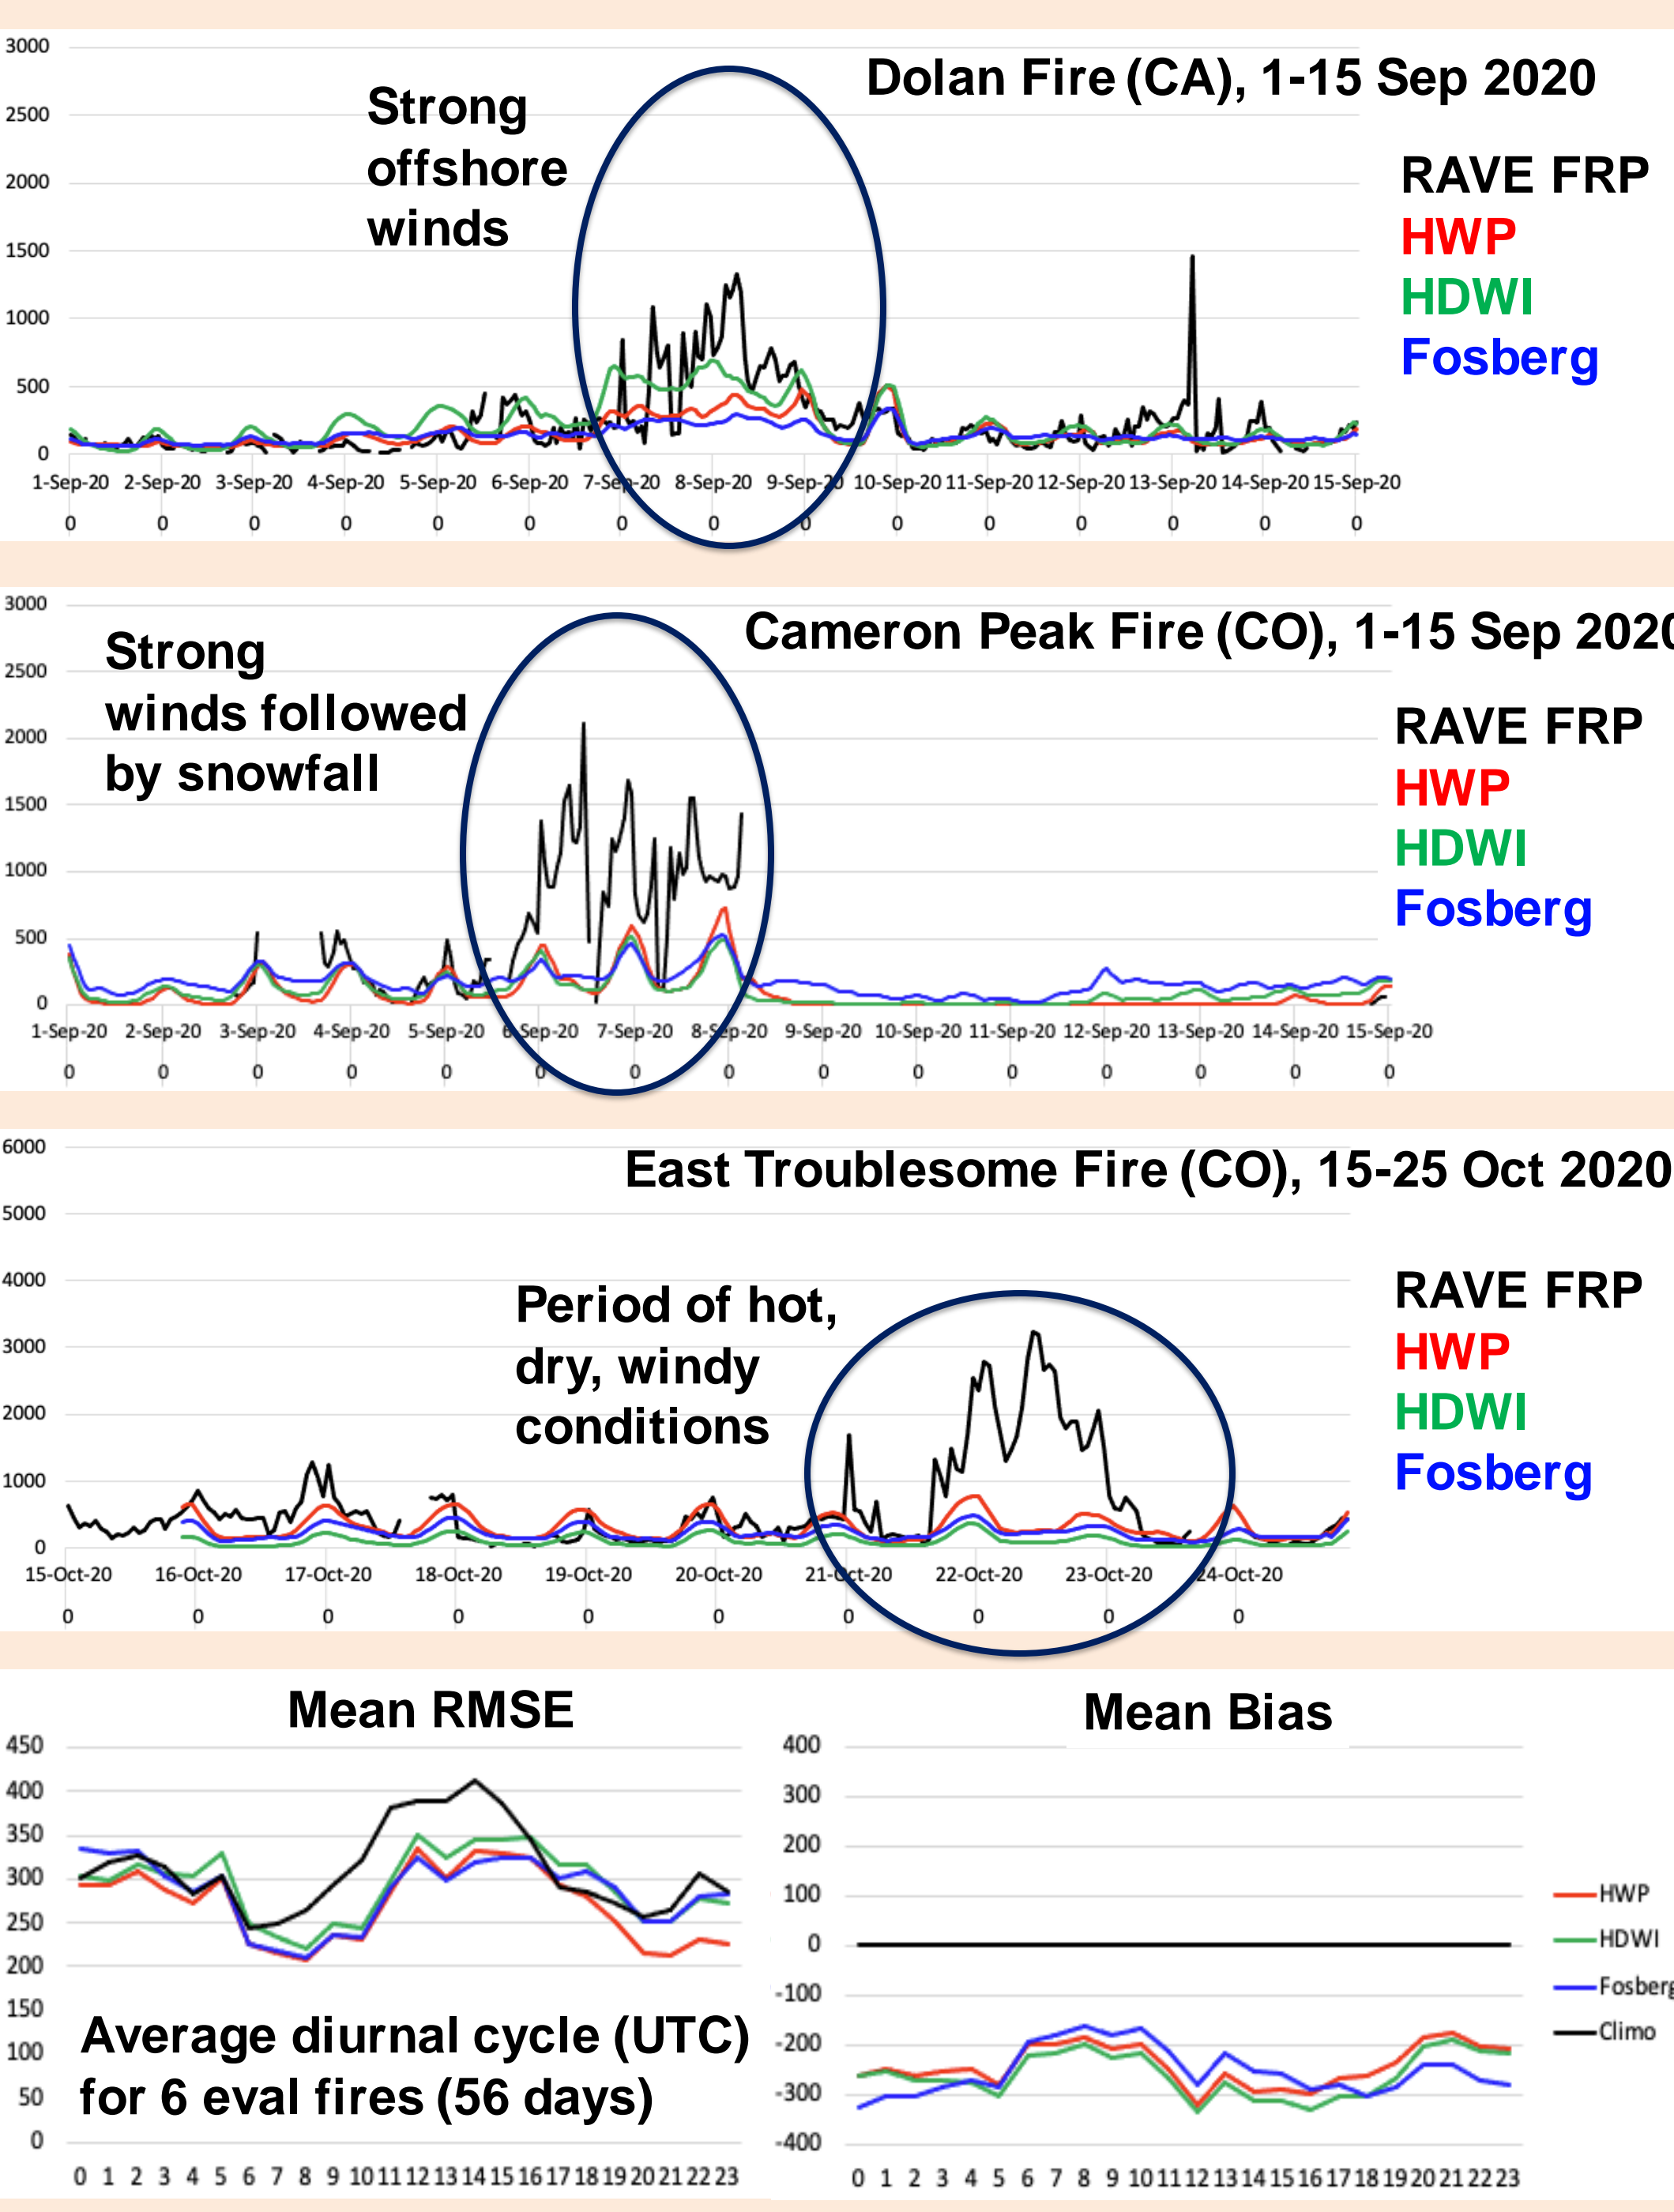 Dolan Fire (CA), 1-15 Sep 2020
Strong
offshore
winds
RAVE FRP
HWP
HDWI
Fosberg
3000
2500
2000
1500
1000
500
0
1-Sep-20 2-Sep-20 3-Sep-20 4-Sep-20 5-Sep-20 6-Sep-20 7-Sep-20 8-Sep-20 9-Sep-20 10-Sep-20 11-Sep-20 12-Sep-20 13-Sep-20 14-Sep-20 15-Sep-20
0 0 0 0 0 0 0 0 0 0 0 0 0 0 0
Cameron Peak Fire (CO), 1-15 Sep 2020
Strong
winds followed
by snowfall
RAVE FRP
HWP
HDWI
Fosberg
3000
2500
2000
1500
1000
500
0
1-Sep-20 2-Sep-20 3-Sep-20 4-Sep-20 5-Sep-20 6-Sep-20 7-Sep-20 8-Sep-20 9-Sep-20 10-Sep-20 11-Sep-20 12-Sep-20 13-Sep-20 14-Sep-20 15-Sep-20
0 0 0 0 0 0 0 0 0 0 0 0 0 0 0
East Troublesome Fire (CO), 15-25 Oct 2020
Period of hot,
dry, windy
conditions
RAVE FRP
HWP
HDWI
Fosberg
6000
5000
4000
3000
2000
1000
0
15-Oct-20 16-Oct-20 17-Oct-20 18-Oct-20 19-Oct-20 20-Oct-20 21-Oct-20 22-Oct-20 23-Oct-20 24-Oct-20
0 0 0 0 0 0 0 0 0 0
Mean RMSE
450
400
350
300
250
200
150
100
50
0
Average diurnal cycle (UTC)
for 6 eval fires (56 days)
0 1 2 3 4 5 6 7 8 9 10 11 12 13 14 15 16 17 18 19 20 21 22 23
Mean Bias
400
300
200
100
0
-100
-200
-300
-400
0 1 2 3 4 5 6 7 8 9 10 11 12 13 14 15 16 17 18 19 20 21 22 23
HWP
HDWI
Fosberg
Climo